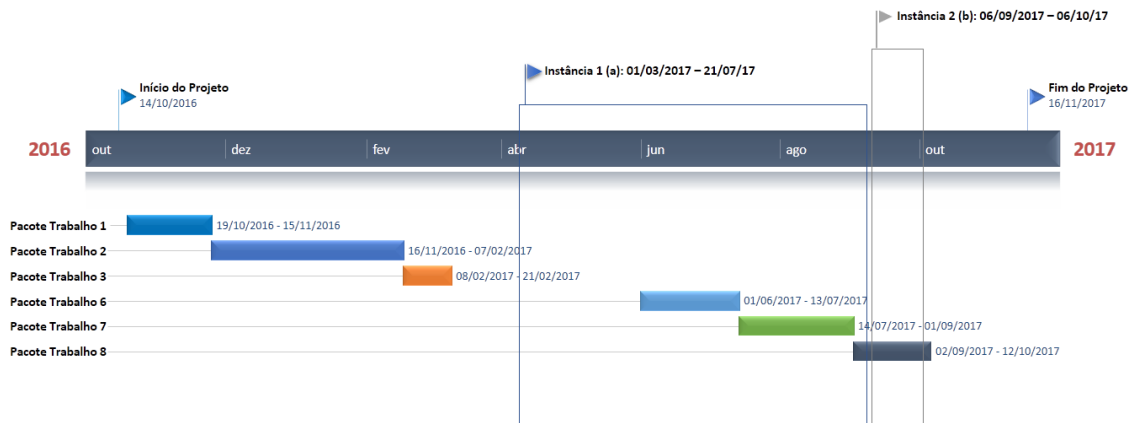 Instância 2 (b): 06/09/2017 – 06/10/17
Instância 1 (a): 01/03/2017 – 21/07/17
Início do Projeto
14/10/2016
Fim do Projeto
16/11/2017
2016 out dez fev abr jun ago out 2017
Pacote Trabalho 1 19/10/2016 - 15/11/2016
Pacote Trabalho 2 16/11/2016 - 07/02/2017
Pacote Trabalho 3 08/02/2017 - 21/02/2017
Pacote Trabalho 6 01/06/2017 - 13/07/2017
Pacote Trabalho 7 14/07/2017 - 01/09/2017
Pacote Trabalho 8 02/09/2017 - 12/10/2017